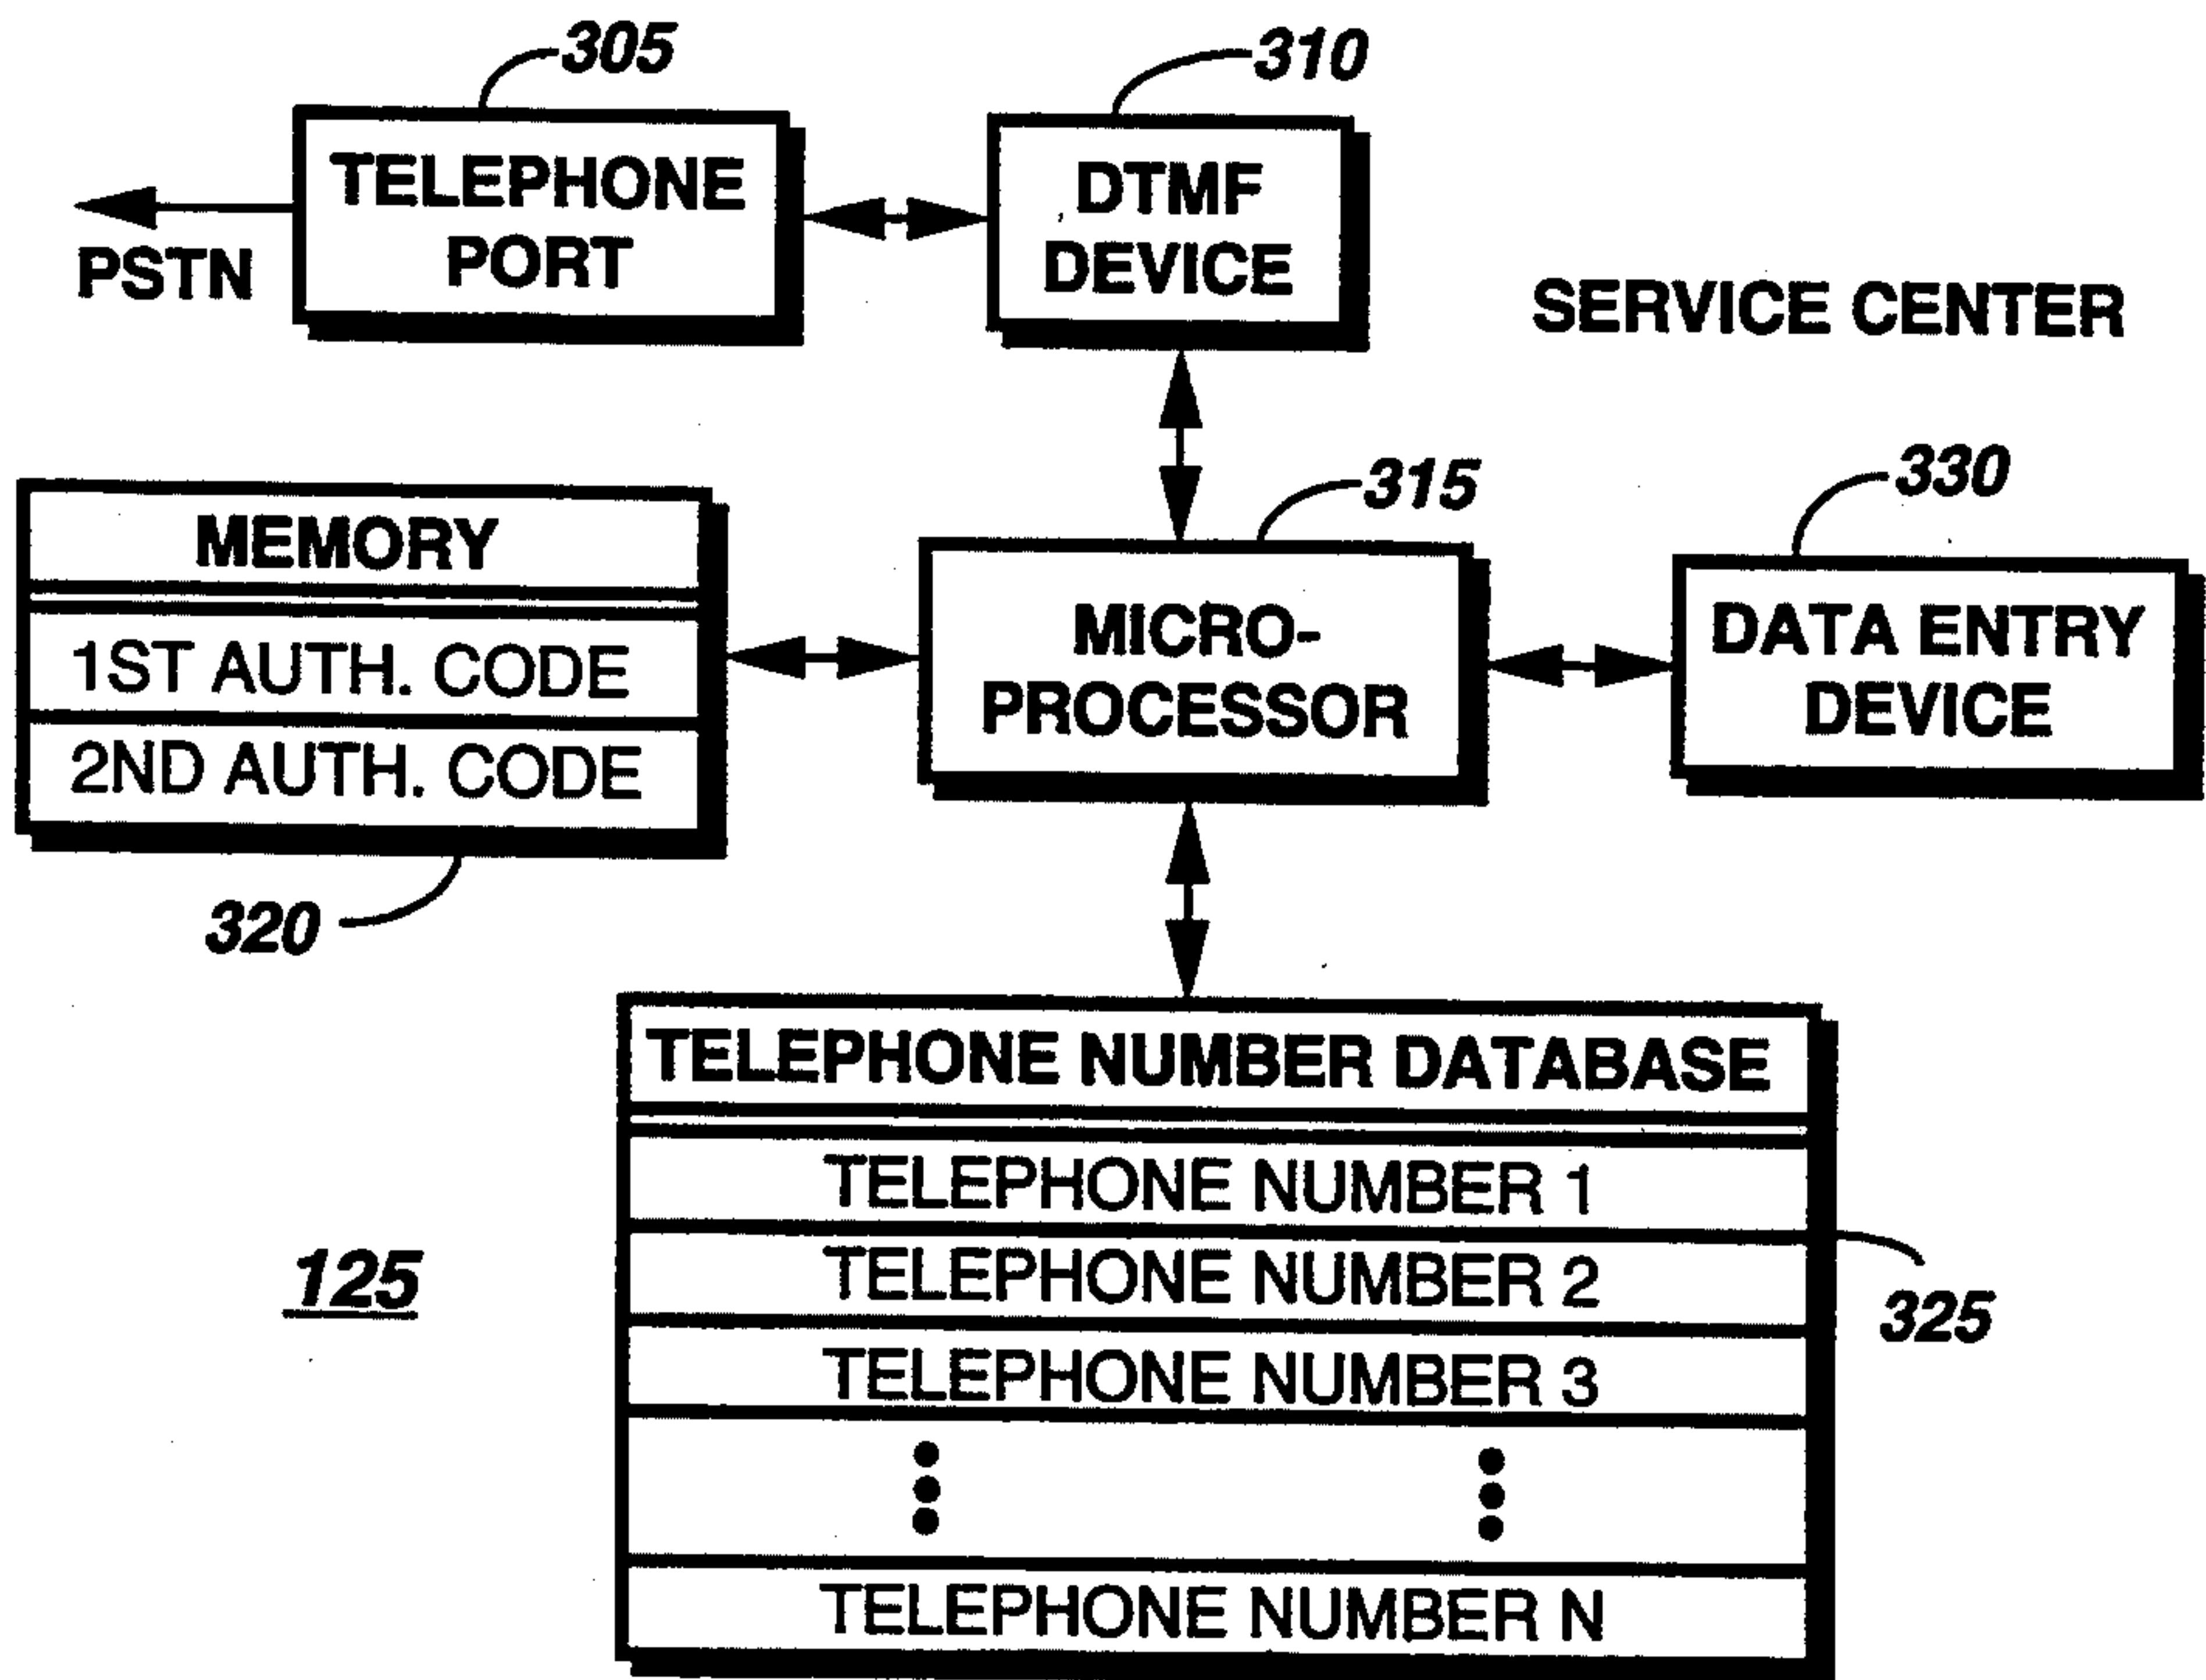 305
310
TELEPHONE
PORT
DTMF
DEVICE
PSTN
SERVICE CENTER
315
330
MEMORY
1ST AUTH. CODE
2ND AUTH. CODE
MICRO-
PROCESSOR
DATA ENTRY
DEVICE
320
TELEPHONE NUMBER DATABASE
TELEPHONE NUMBER 1
TELEPHONE NUMBER 2
TELEPHONE NUMBER 3
TELEPHONE NUMBER N
125
325